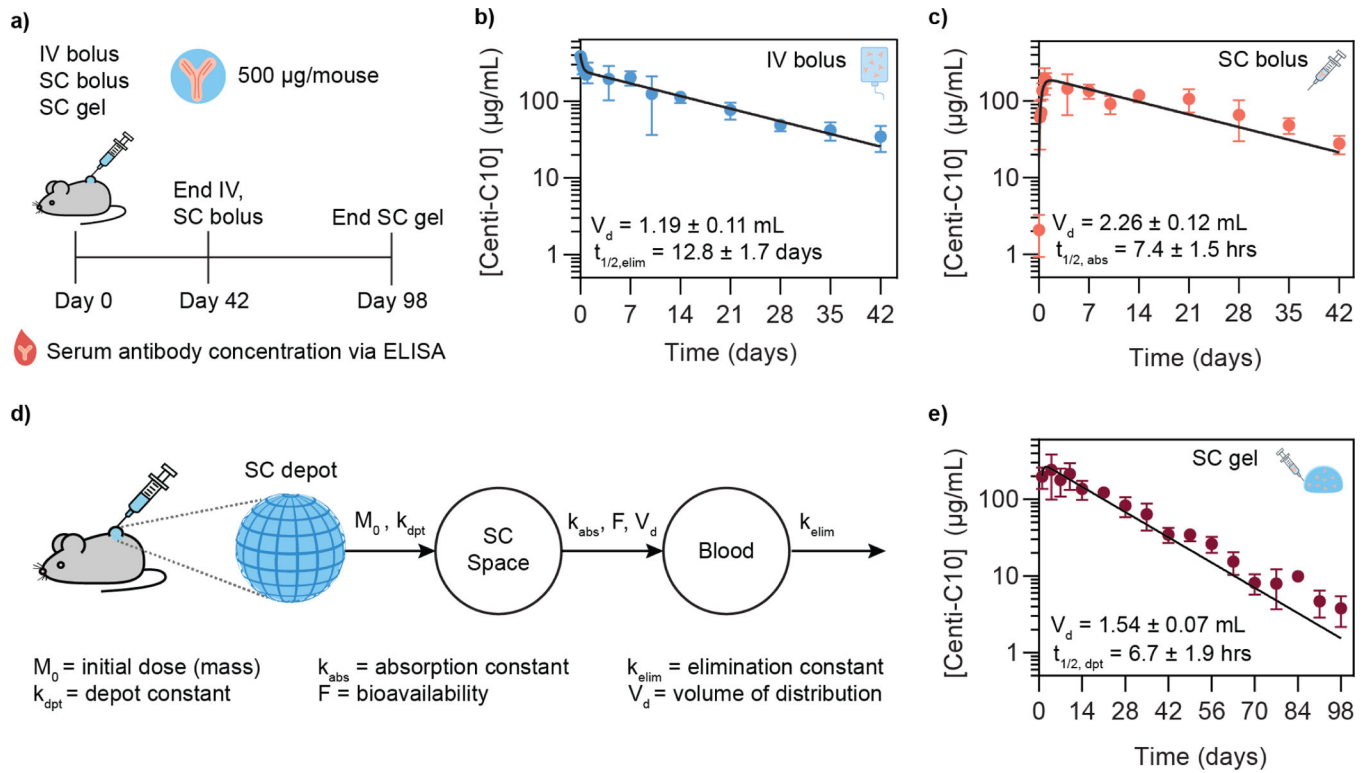 a)
IV bolus
SC bolus
SC gel
500 µg/mouse
End IV,
SC bolus
End SC gel
Day 0
Day 42
Day 98
Serum antibody concentration via ELISA
b)
IV bolus
[Centi-C10] (µg/mL)
100
10
1
V_d = 1.19 ± 0.11 mL
t_1/2,elim = 12.8 ± 1.7 days
0 7 14 21 28 35 42
Time (days)
c)
SC bolus
[Centi-C10] (µg/mL)
100
10
1
V_d = 2.26 ± 0.12 mL
t_1/2, abs = 7.4 ± 1.5 hrs
0 7 14 21 28 35 42
Time (days)
d)
SC depot
M_0 , k_dpt
SC
Space
k_abs, F, V_d
Blood
k_elim
M_0 = initial dose (mass)
k_dpt = depot constant
k_abs = absorption constant
F = bioavailability
k_elim = elimination constant
V_d = volume of distribution
e)
SC gel
[Centi-C10] (µg/mL)
100
10
1
V_d = 1.54 ± 0.07 mL
t_1/2, dpt = 6.7 ± 1.9 hrs
0 14 28 42 56 70 84 98
Time (days)